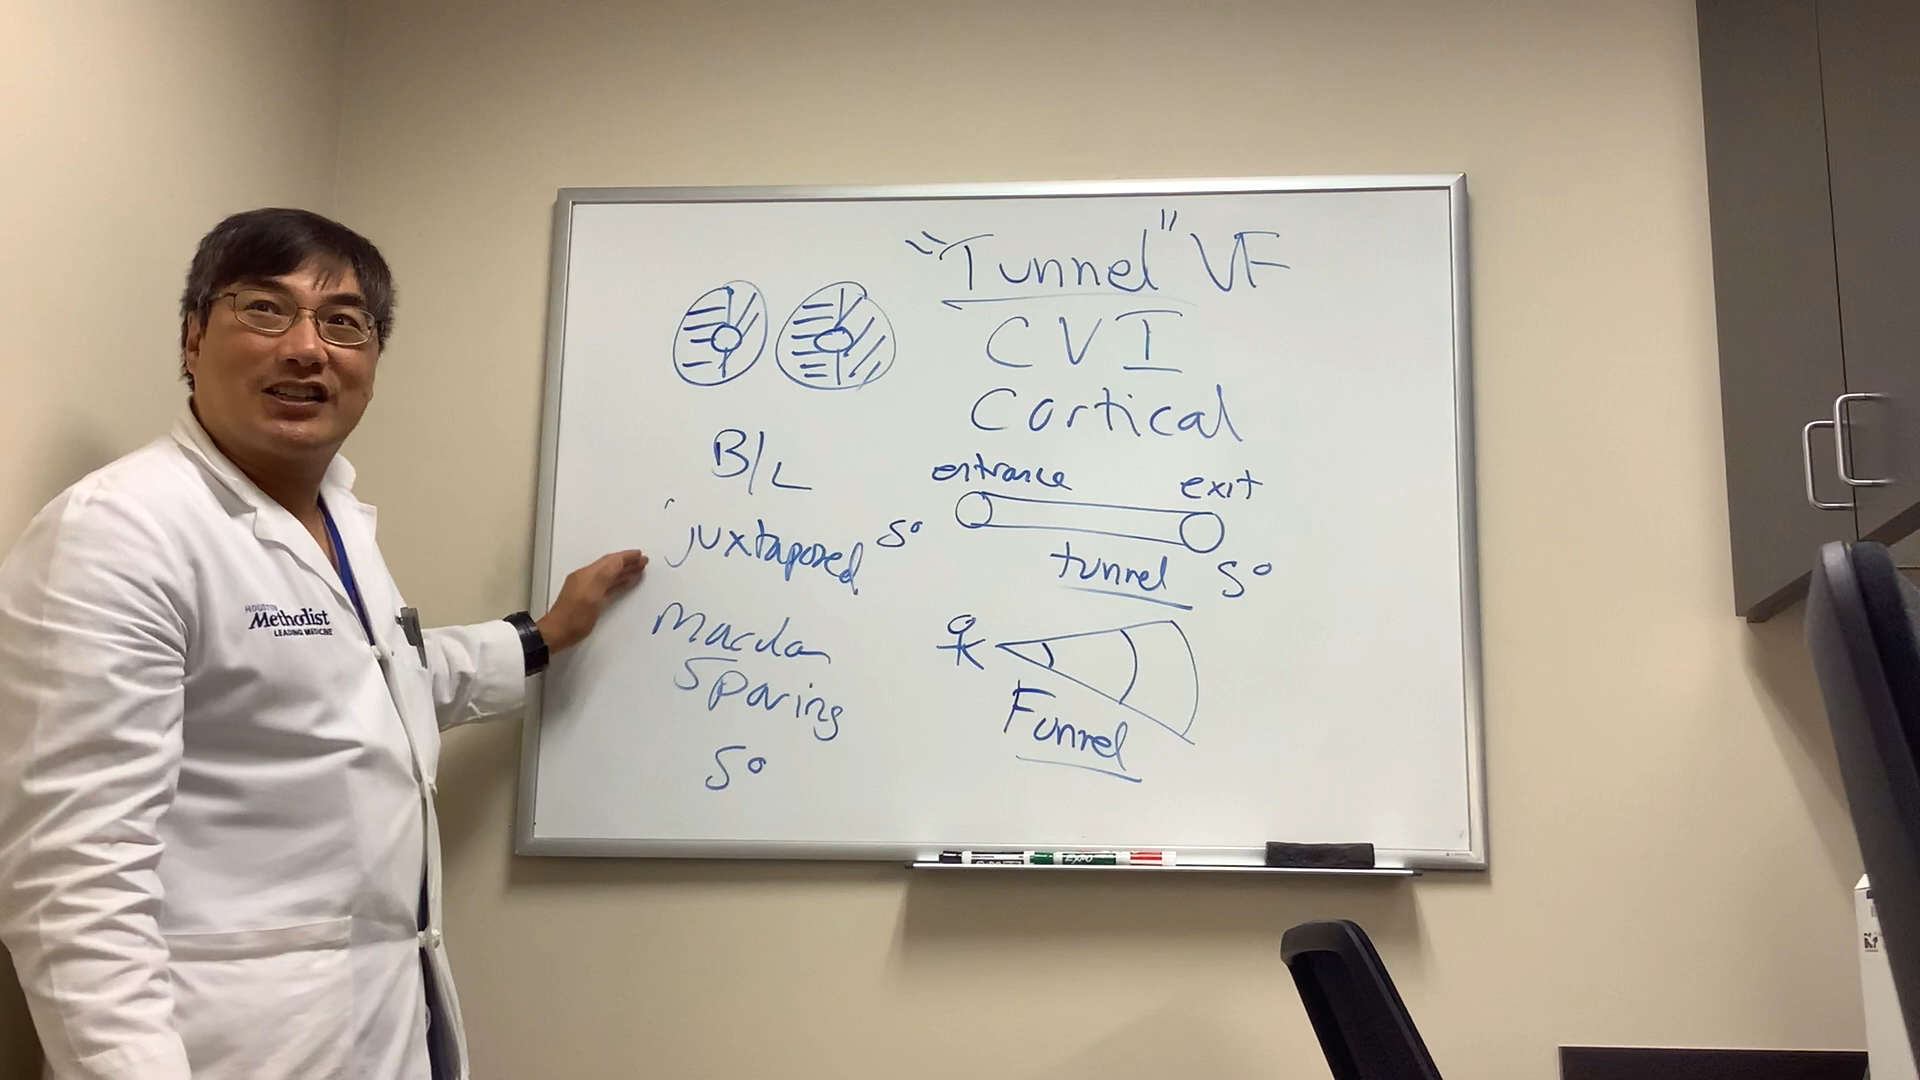 "Tunnel" VF
CVI
Cortical
entrance exit
tunnel 5°
Funnel
B/L
juxtaposed 5°
Macular
Sparing
5°
HOUSTON
Methodist
LEADING MEDICINE
EXPO